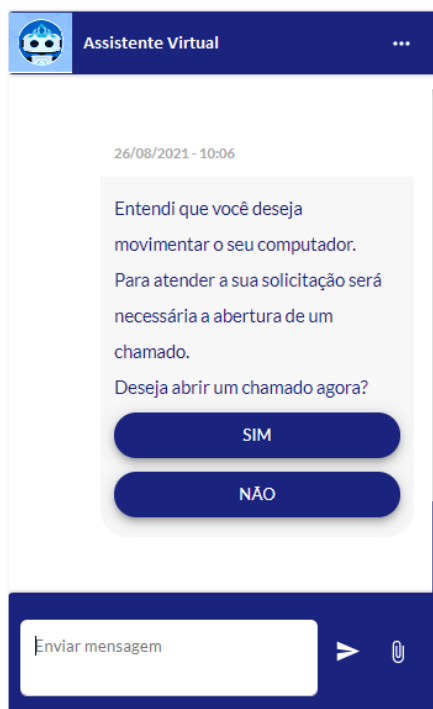 Assistente Virtual
26/08/2021 - 10:06
Entendi que você deseja
movimentar o seu computador.
Para atender a sua solicitação será
necessária a abertura de um
chamado.
Deseja abrir um chamado agora?
SIM
NÃO
Enviar mensagem